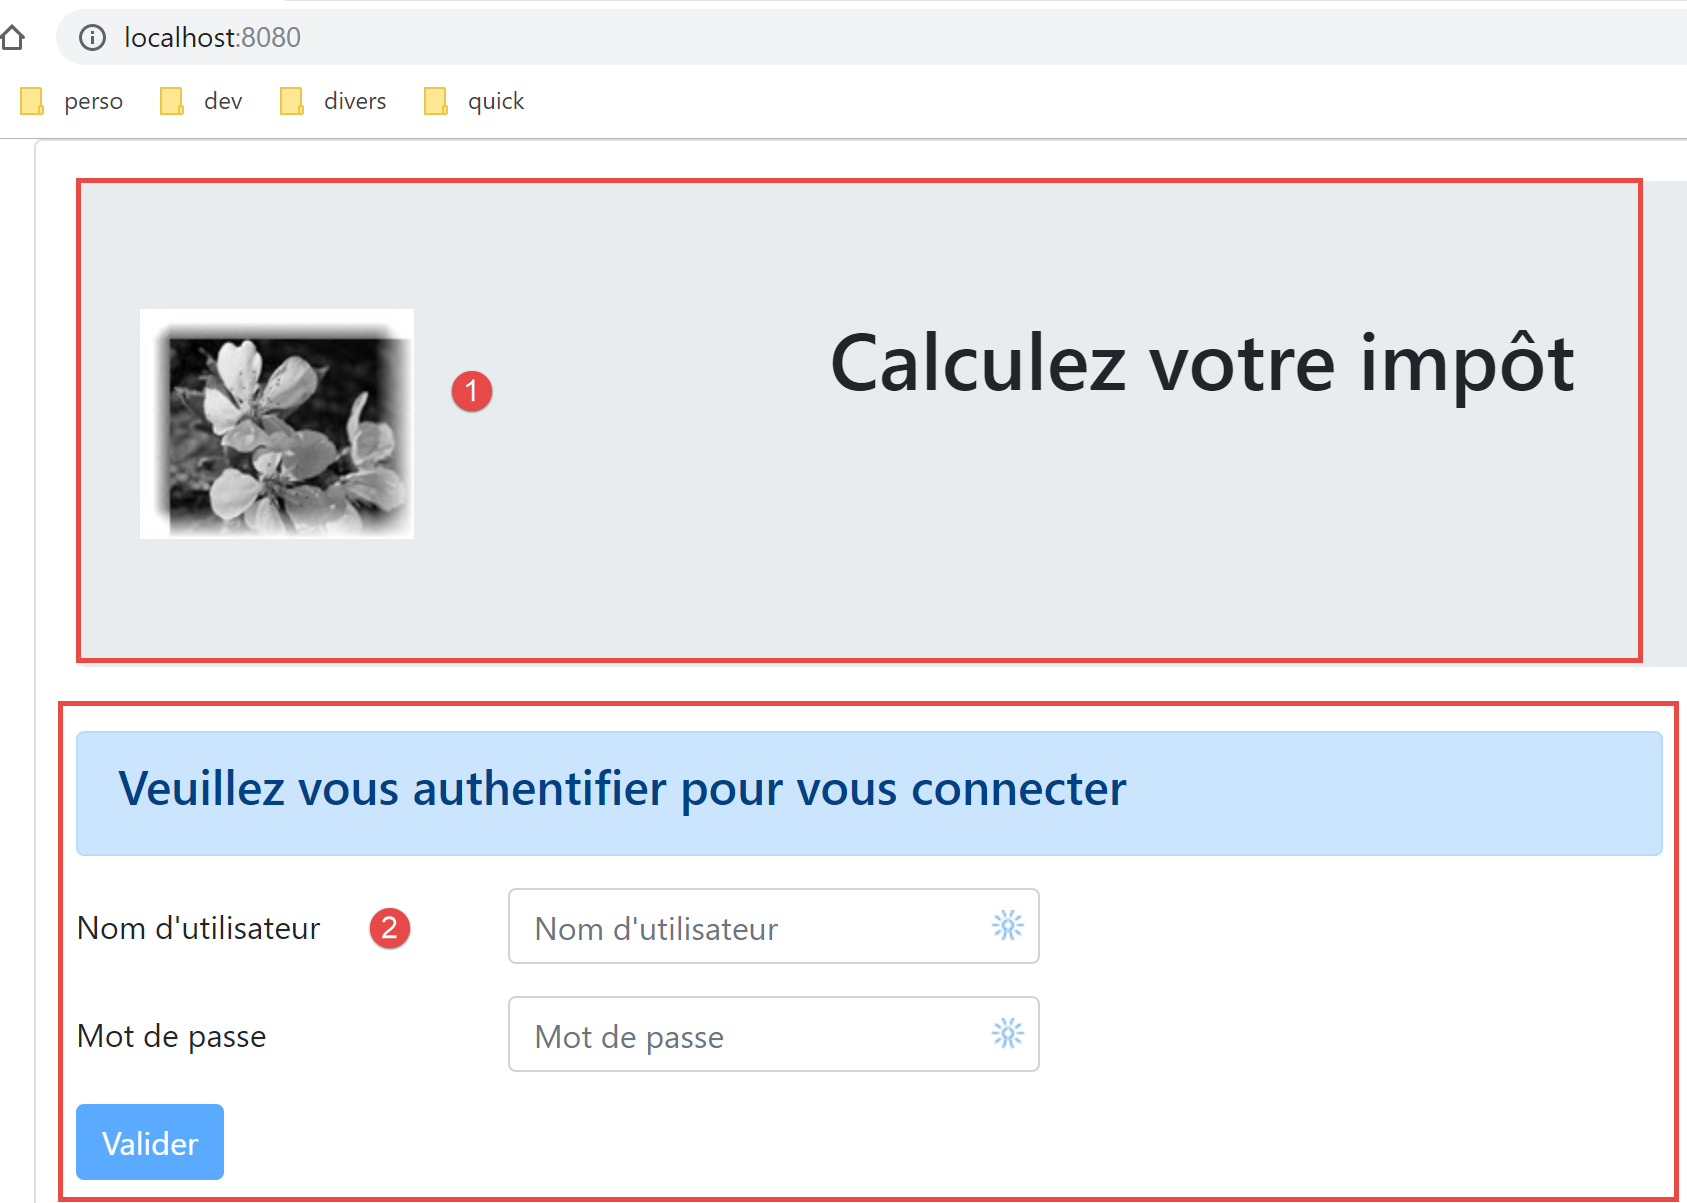 localhost:8080
perso dev divers quick
1
Calculez votre impôt
Veuillez vous authentifier pour vous connecter
Nom d'utilisateur 2 Nom d'utilisateur
Mot de passe Mot de passe
Valider